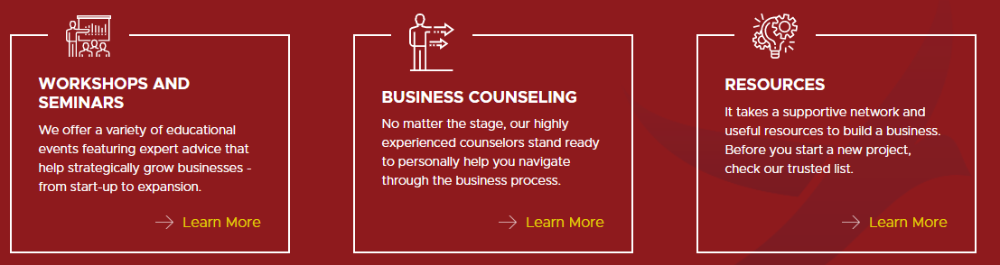 WORKSHOPS AND
SEMINARS
We offer a variety of educational
events featuring expert advice that
help strategically grow businesses -
from start-up to expansion.
Learn More
BUSINESS COUNSELING
No matter the stage, our highly
experienced counselors stand ready
to personally help you navigate
through the business process.
Learn More
RESOURCES
It takes a supportive network and
useful resources to build a business.
Before you start a new project,
check our trusted list.
Learn More